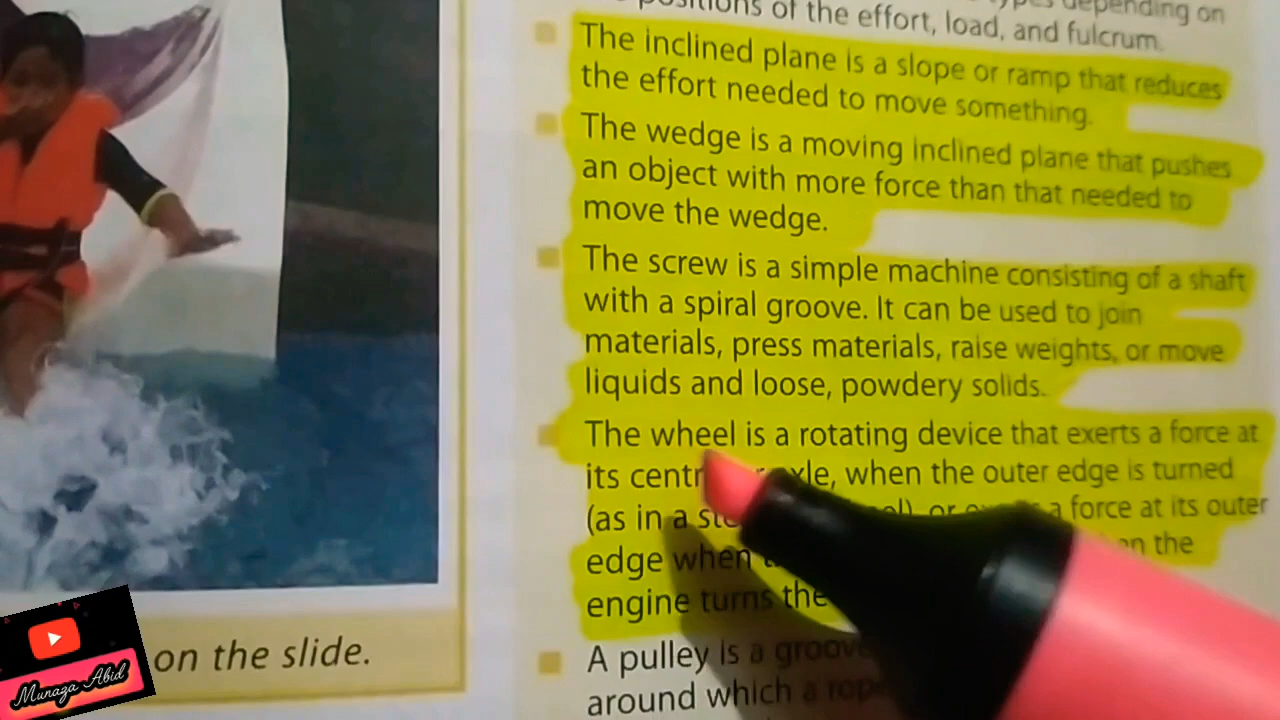 types depending on
positions of the effort, load, and fulcrum.
The inclined plane is a slope or ramp that reduces
the effort needed to move something.
The wedge is a moving inclined plane that pushes
an object with more force than that needed to
move the wedge.
The screw is a simple machine consisting of a shaft
with a spiral groove. It can be used to join
materials, press materials, raise weights, or move
liquids and loose, powdery solids.
The wheel is a rotating device that exerts a force at
its when the outer edge is turned
(as in a a force at its outer
edge when the
engine turns the
A pulley is a
around which a
on the slide.
Munaza Abid